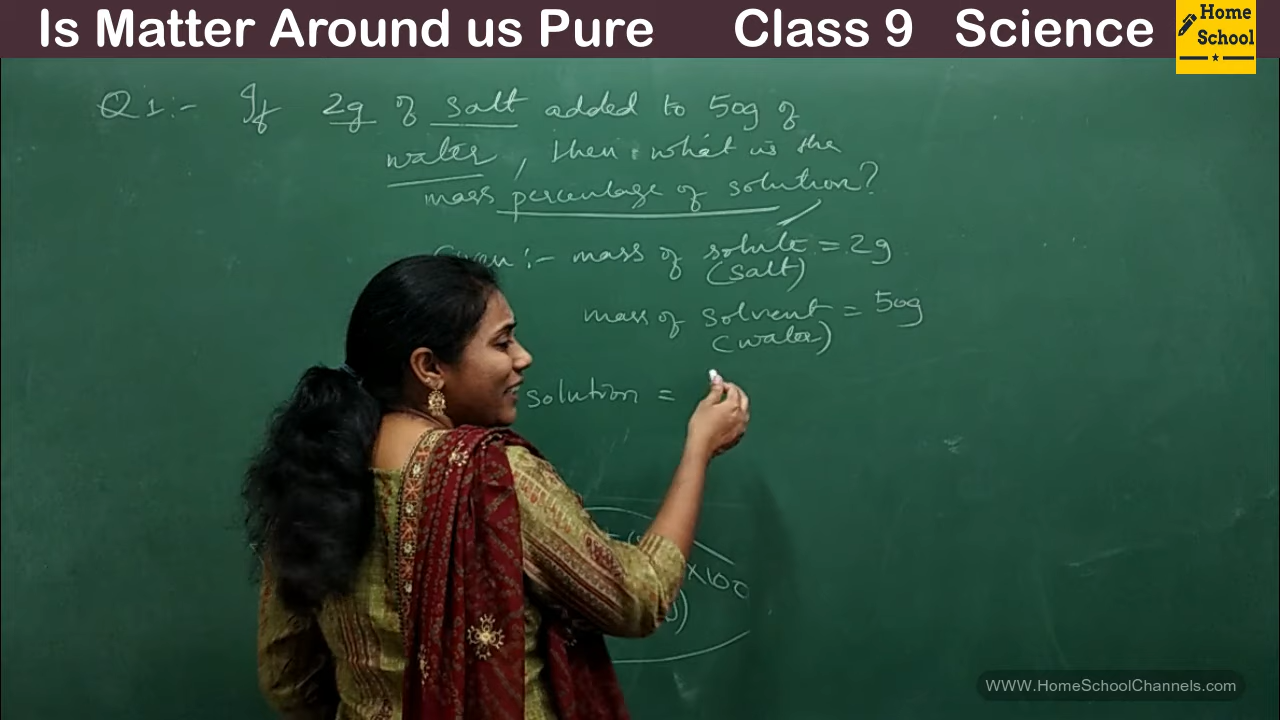 Is Matter Around us Pure Class 9 Science
Home
School
Q1:- If 2g of salt added to 50g of
water, then what is the
mass percentage of solution?
Given :- mass of solute = 2g
(salt)
mass of solvent = 50g
(water)
solution =
x100
WWW.HomeSchoolChannels.com